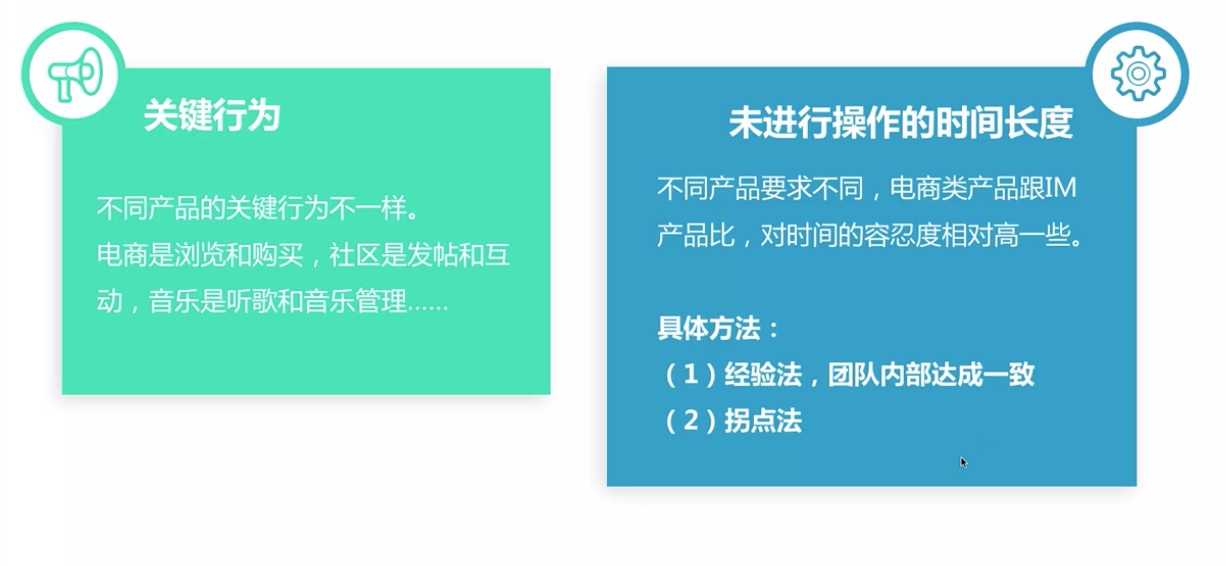 关键行为
不同产品的关键行为不一样。
电商是浏览和购买，社区是发帖和互
动，音乐是听歌和音乐管理……
未进行操作的时间长度
不同产品要求不同，电商类产品跟IM
产品比，对时间的容忍度相对高一些。
具体方法：
（1）经验法，团队内部达成一致
（2）拐点法